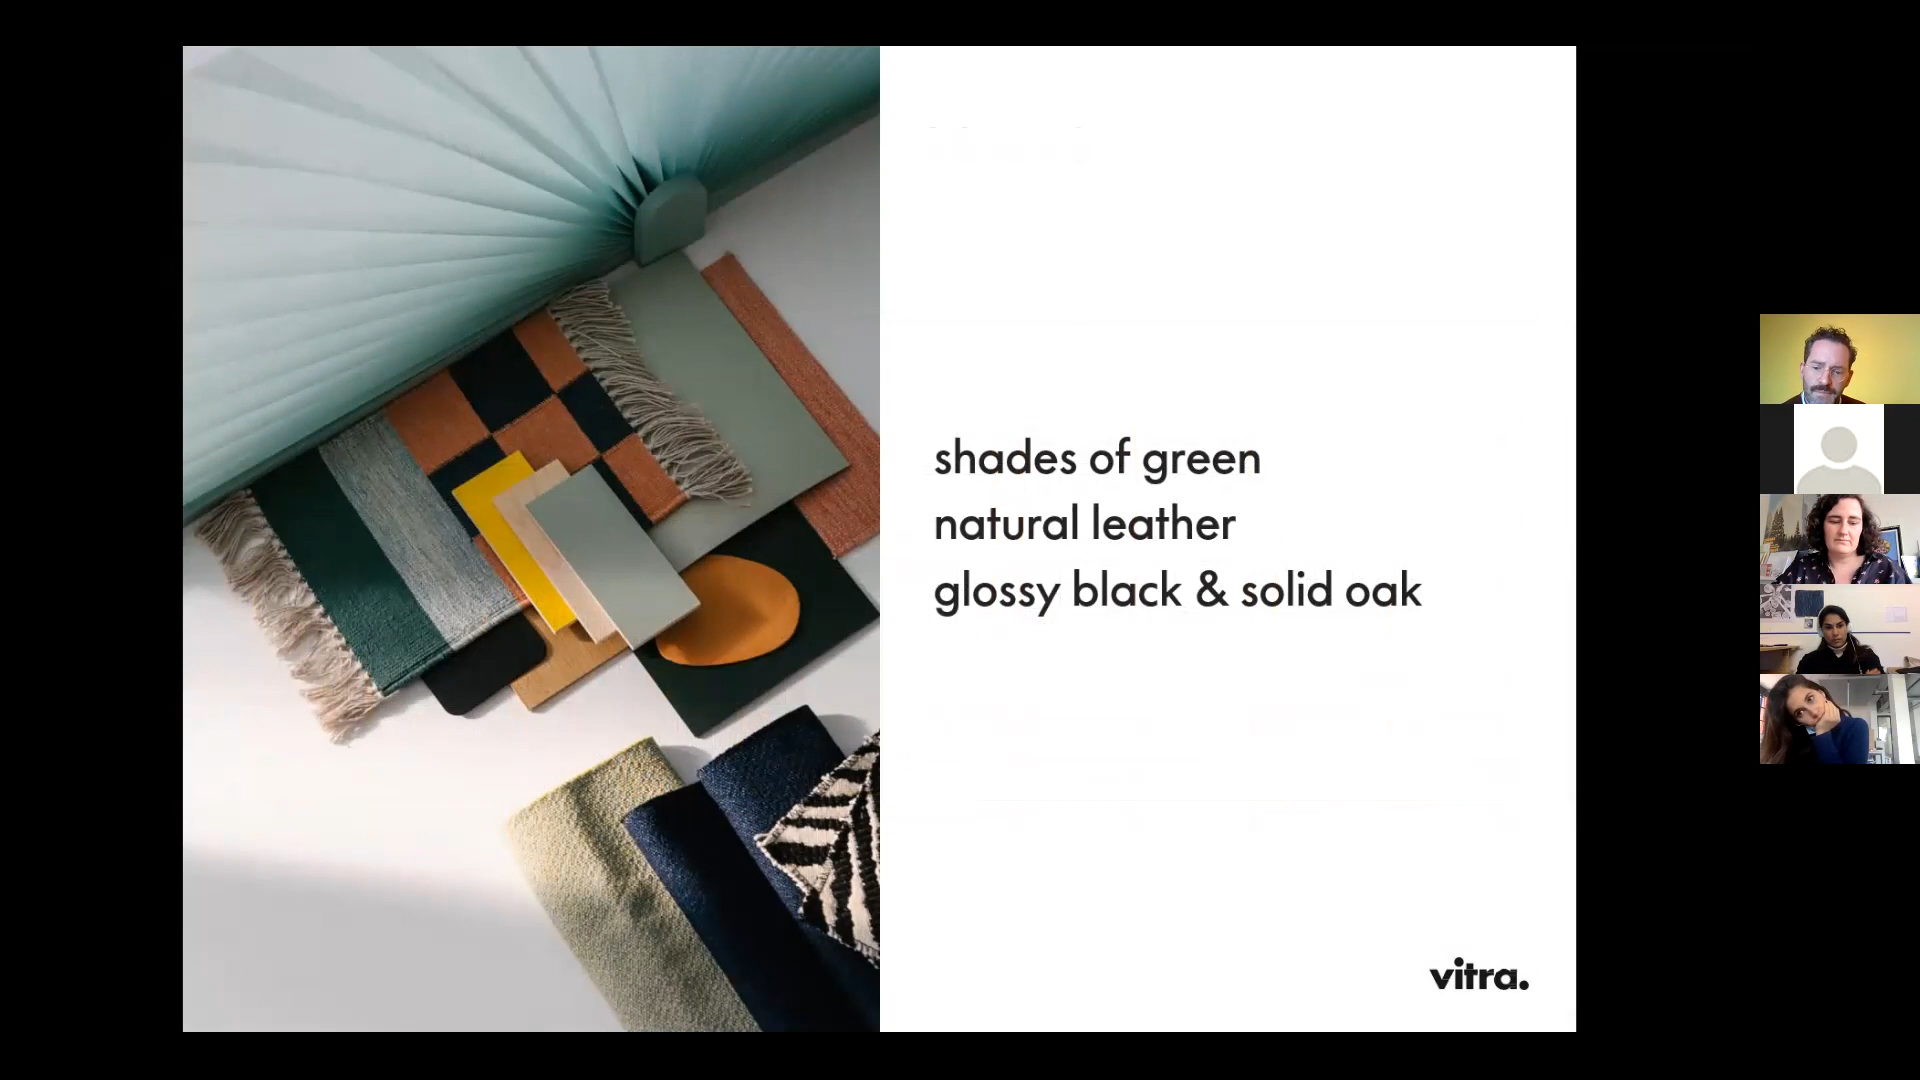 shades of green
natural leather
glossy black & solid oak
vitra.